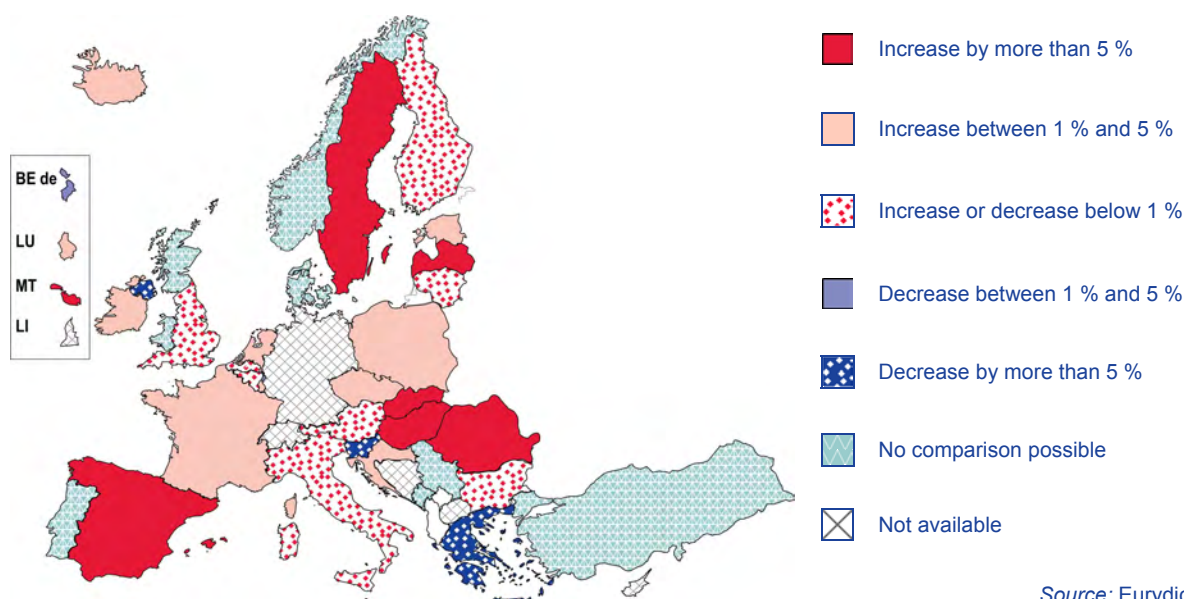 BE de
LU
MT
LI
Increase by more than 5 %
Increase between 1 % and 5 %
Increase or decrease below 1 %
Decrease between 1 % and 5 %
Decrease by more than 5 %
No comparison possible
Not available
Source: Eurydic